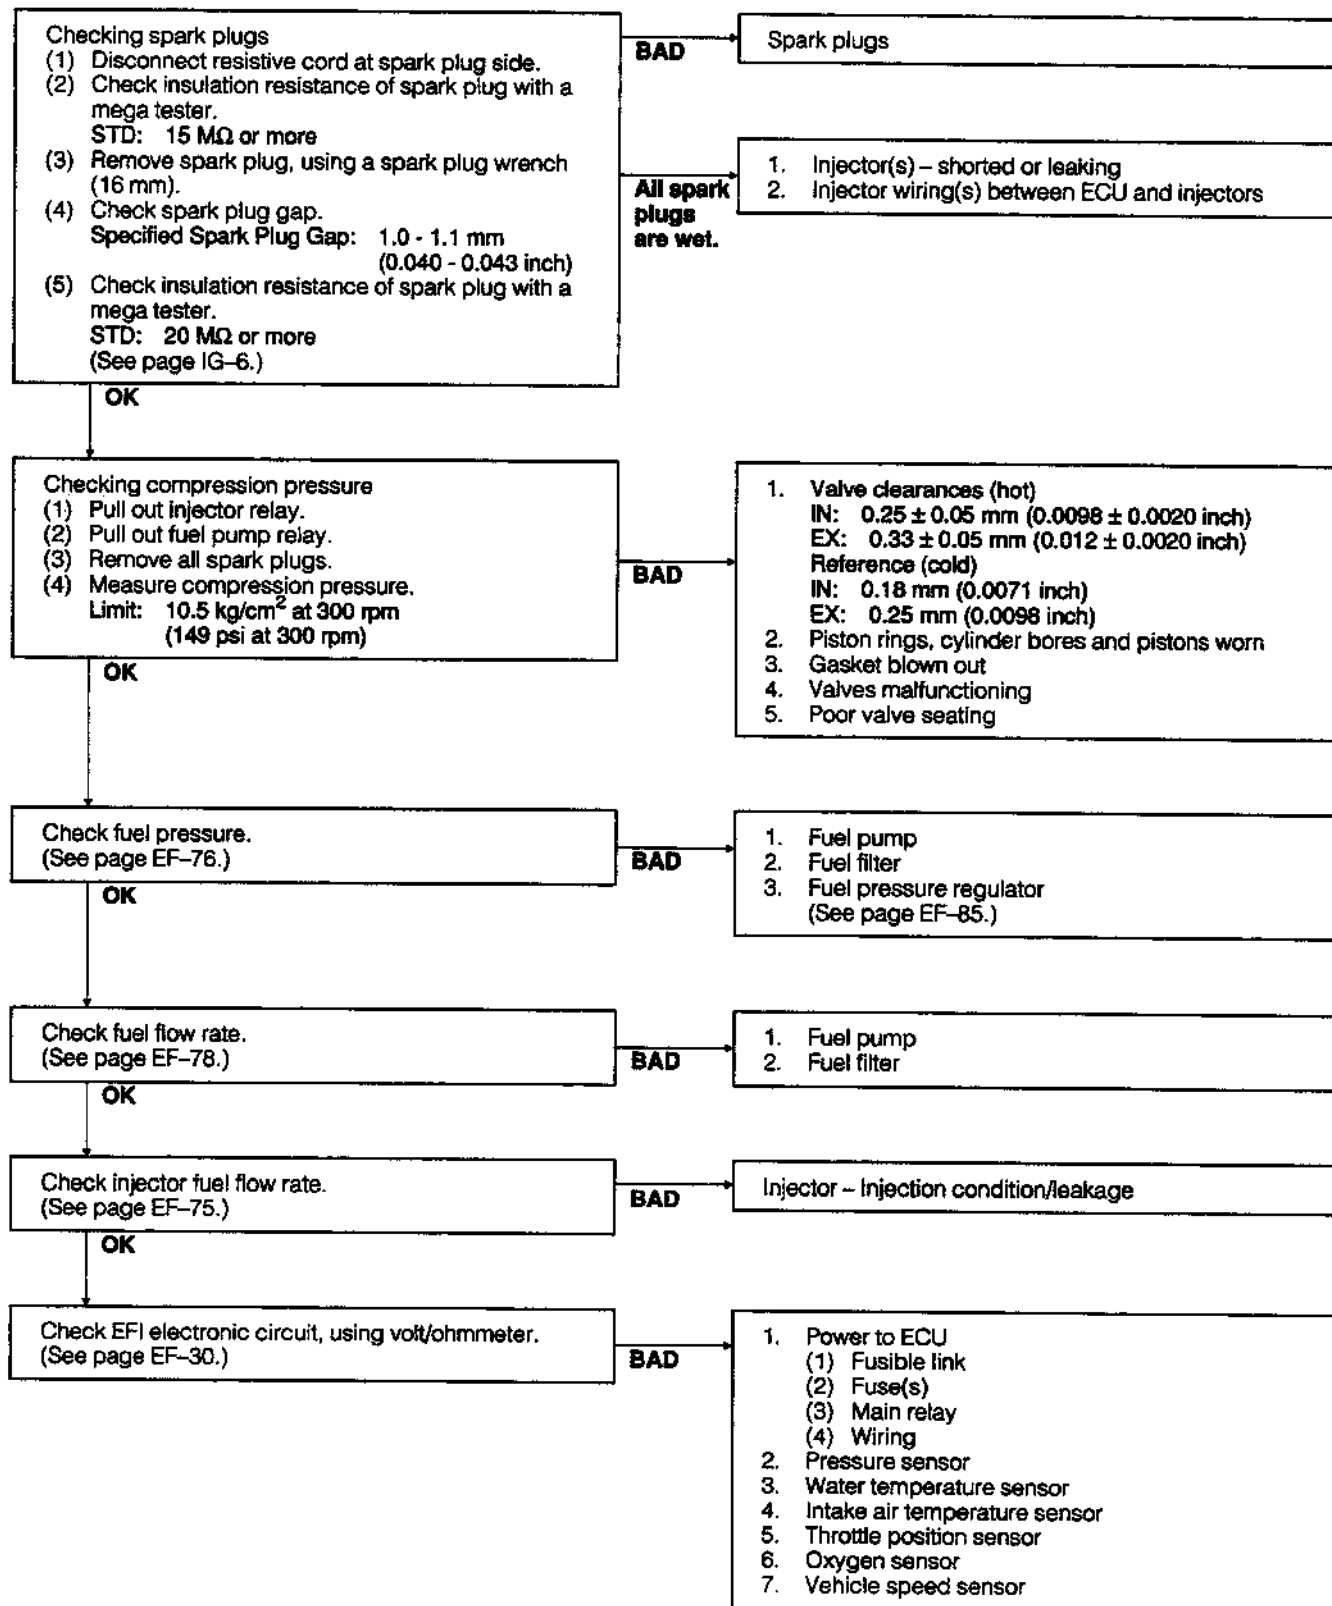 Checking spark plugs
(1) Disconnect resistive cord at spark plug side.
(2) Check insulation resistance of spark plug with a
mega tester.
STD: 15 MΩ or more
(3) Remove spark plug, using a spark plug wrench
(16 mm).
(4) Check spark plug gap.
Specified Spark Plug Gap: 1.0 - 1.1 mm
(0.040 - 0.043 inch)
(5) Check insulation resistance of spark plug with a
mega tester.
STD: 20 MΩ or more
(See page IG–6.)
BAD
Spark plugs
All spark
plugs
are wet.
1. Injector(s) – shorted or leaking
2. Injector wiring(s) between ECU and injectors
OK
Checking compression pressure
(1) Pull out injector relay.
(2) Pull out fuel pump relay.
(3) Remove all spark plugs.
(4) Measure compression pressure.
Limit: 10.5 kg/cm² at 300 rpm
(149 psi at 300 rpm)
BAD
1. Valve clearances (hot)
IN: 0.25 ± 0.05 mm (0.0098 ± 0.0020 inch)
EX: 0.33 ± 0.05 mm (0.012 ± 0.0020 inch)
Reference (cold)
IN: 0.18 mm (0.0071 inch)
EX: 0.25 mm (0.0098 inch)
2. Piston rings, cylinder bores and pistons worn
3. Gasket blown out
4. Valves malfunctioning
5. Poor valve seating
OK
Check fuel pressure.
(See page EF–76.)
BAD
1. Fuel pump
2. Fuel filter
3. Fuel pressure regulator
(See page EF–85.)
OK
Check fuel flow rate.
(See page EF–78.)
BAD
1. Fuel pump
2. Fuel filter
OK
Check injector fuel flow rate.
(See page EF–75.)
BAD
Injector – Injection condition/leakage
OK
Check EFI electronic circuit, using volt/ohmmeter.
(See page EF–30.)
BAD
1. Power to ECU
(1) Fusible link
(2) Fuse(s)
(3) Main relay
(4) Wiring
2. Pressure sensor
3. Water temperature sensor
4. Intake air temperature sensor
5. Throttle position sensor
6. Oxygen sensor
7. Vehicle speed sensor